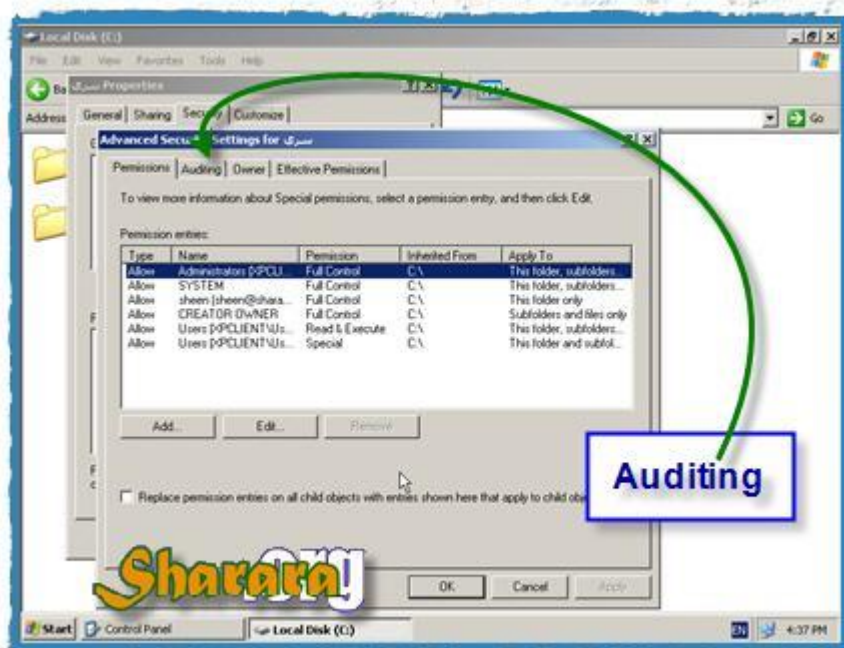 Local Disk (C:)
File Edit View Favorites Tools Help
سرى Properties
Address
Go
General Sharing Security Customize
Advanced Security Settings for سرى
Permissions Auditing Owner Effective Permissions
To view more information about Special permissions, select a permission entry, and then click Edit.
Permission entries:
Type Name Permission Inherited From Apply To
Allow Administrators (XPCLI... Full Control C:\ This folder, subfolders...
Allow SYSTEM Full Control C:\ This folder, subfolders...
Allow sheen (sheen@shara... Full Control C:\ This folder only
Allow CREATOR OWNER Full Control C:\ Subfolders and files only
Allow Users (XPCLIENT\Us... Read & Execute C:\ This folder, subfolders...
Allow Users (XPCLIENT\Us... Special C:\ This folder and subfol...
Add... Edit... Remove
Auditing
Replace permission entries on all child objects with entries shown here that apply to child
Sharara.org
OK Cancel Apply
Start Control Panel Local Disk (C:) EN 4:37 PM